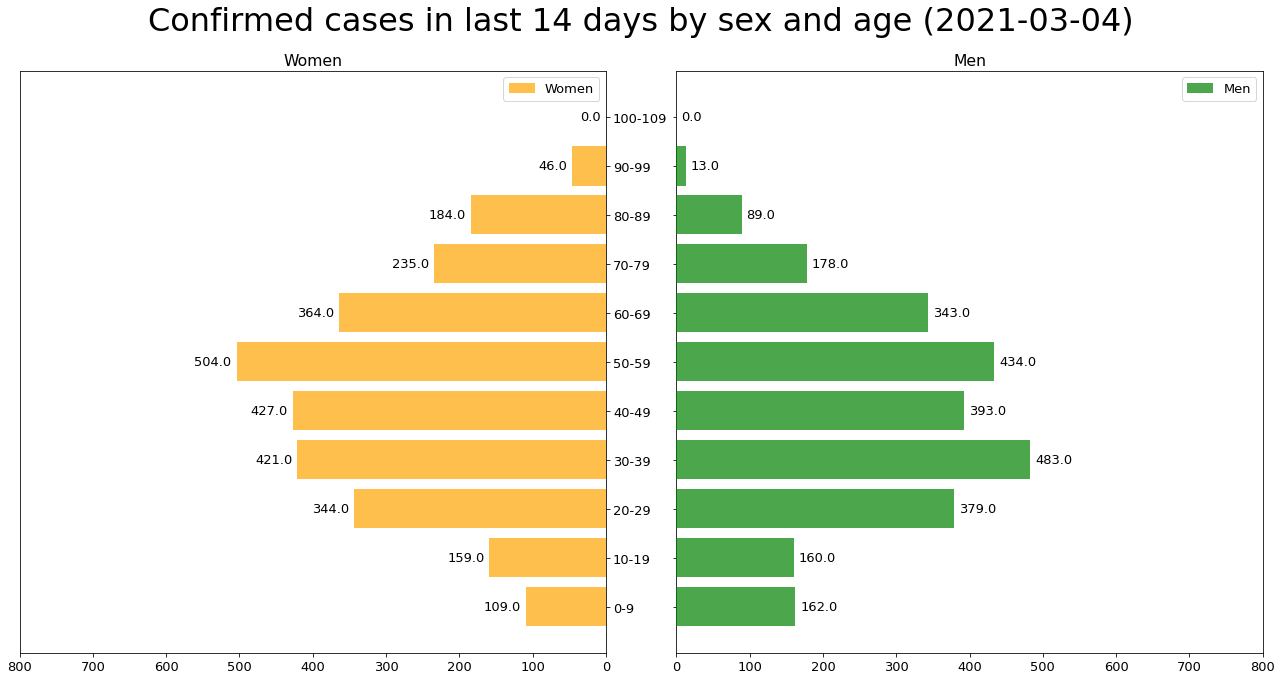 Confirmed cases in last 14 days by sex and age (2021-03-04)
Women
Men
Women
Men
0.0 100-109 0.0
46.0 90-99 13.0
184.0 80-89 89.0
235.0 70-79 178.0
364.0 60-69 343.0
504.0 50-59 434.0
427.0 40-49 393.0
421.0 30-39 483.0
344.0 20-29 379.0
159.0 10-19 160.0
109.0 0-9 162.0
800 700 600 500 400 300 200 100 0
0 100 200 300 400 500 600 700 800